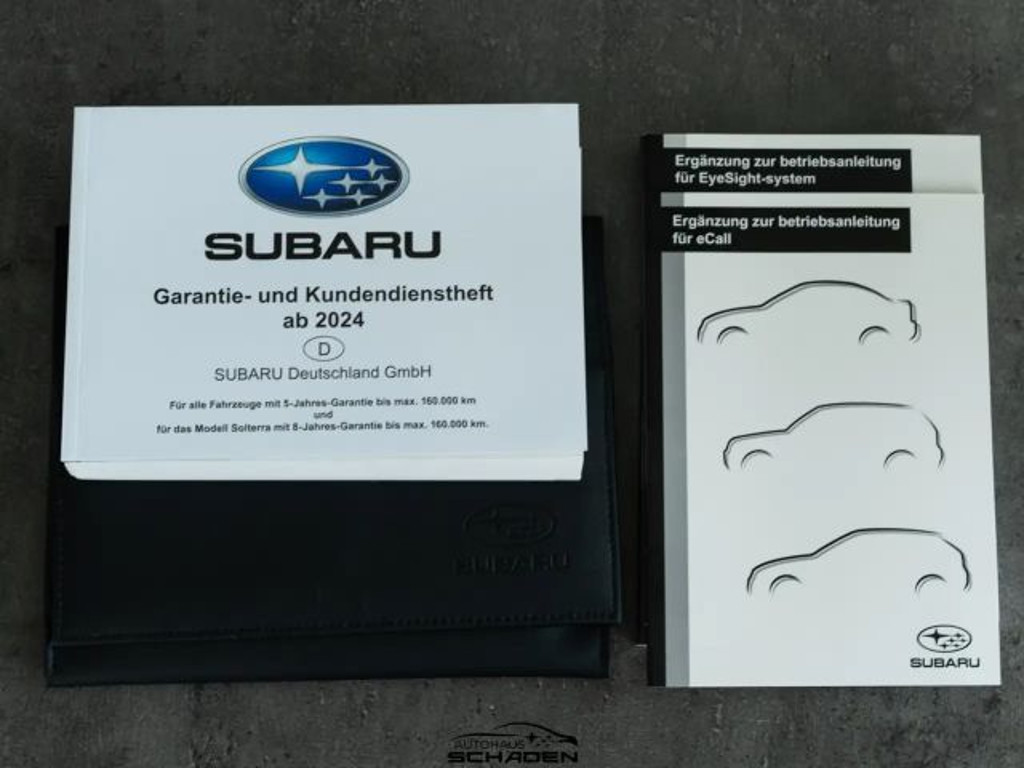 SUBARU
Garantie- und Kundendienstheft
ab 2024
D
SUBARU Deutschland GmbH
Für alle Fahrzeuge mit 5-Jahres-Garantie bis max. 160.000 km
und
für das Modell Solterra mit 8-Jahres-Garantie bis max. 160.000 km.
SUBARU
Ergänzung zur betriebsanleitung
für EyeSight-system
Ergänzung zur betriebsanleitung
für eCall
SUBARU
AUTOHAUS
SCHADEN